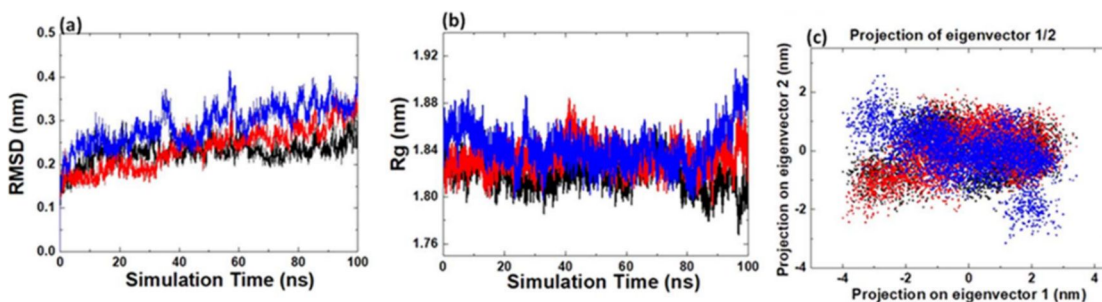 (a)
RMSD (nm)
0.5
0.4
0.3
0.2
0.1
0.0
0 20 40 60 80 100
Simulation Time (ns)
(b)
Rg (nm)
1.92
1.88
1.84
1.80
1.76
0 20 40 60 80 100
Simulation Time (ns)
(c) Projection of eigenvector 1/2
Projection on eigenvector 2 (nm)
4
2
0
-2
-4
-4 -2 0 2 4
Projection on eigenvector 1 (nm)